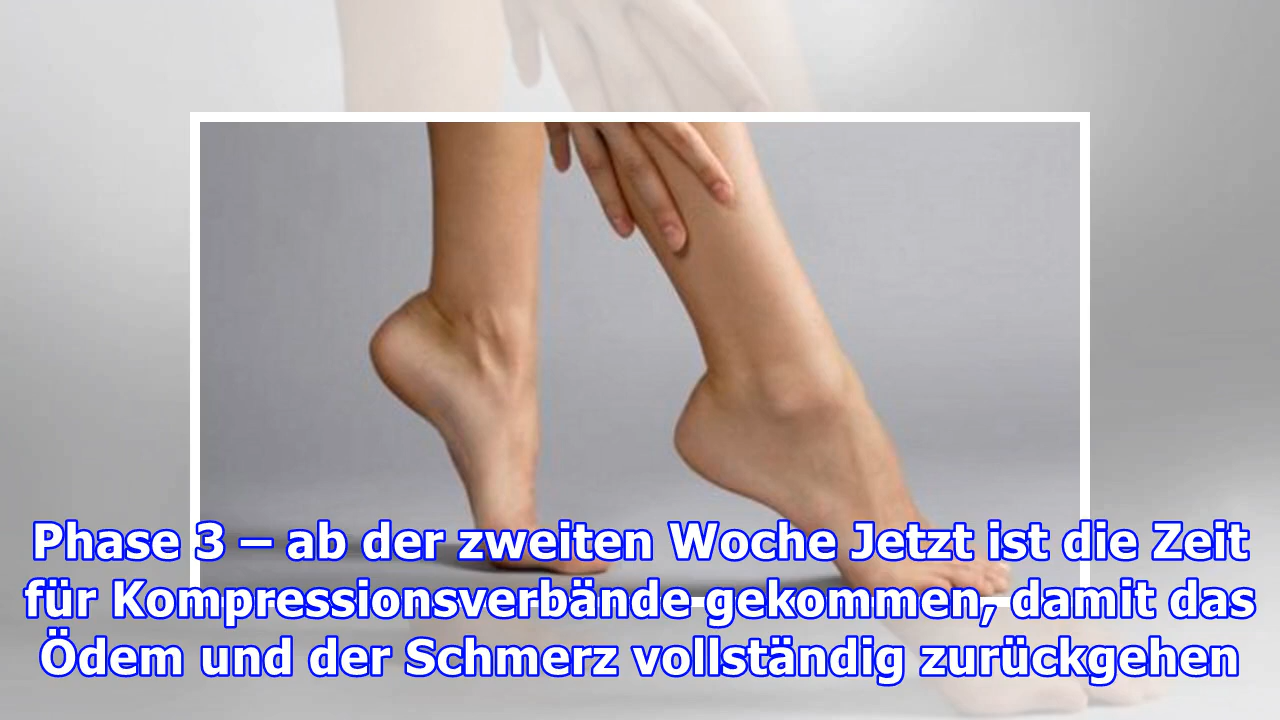 Phase 3 – ab der zweiten Woche Jetzt ist die Zeit
für Kompressionsverbände gekommen, damit das
Ödem und der Schmerz vollständig zurückgehen